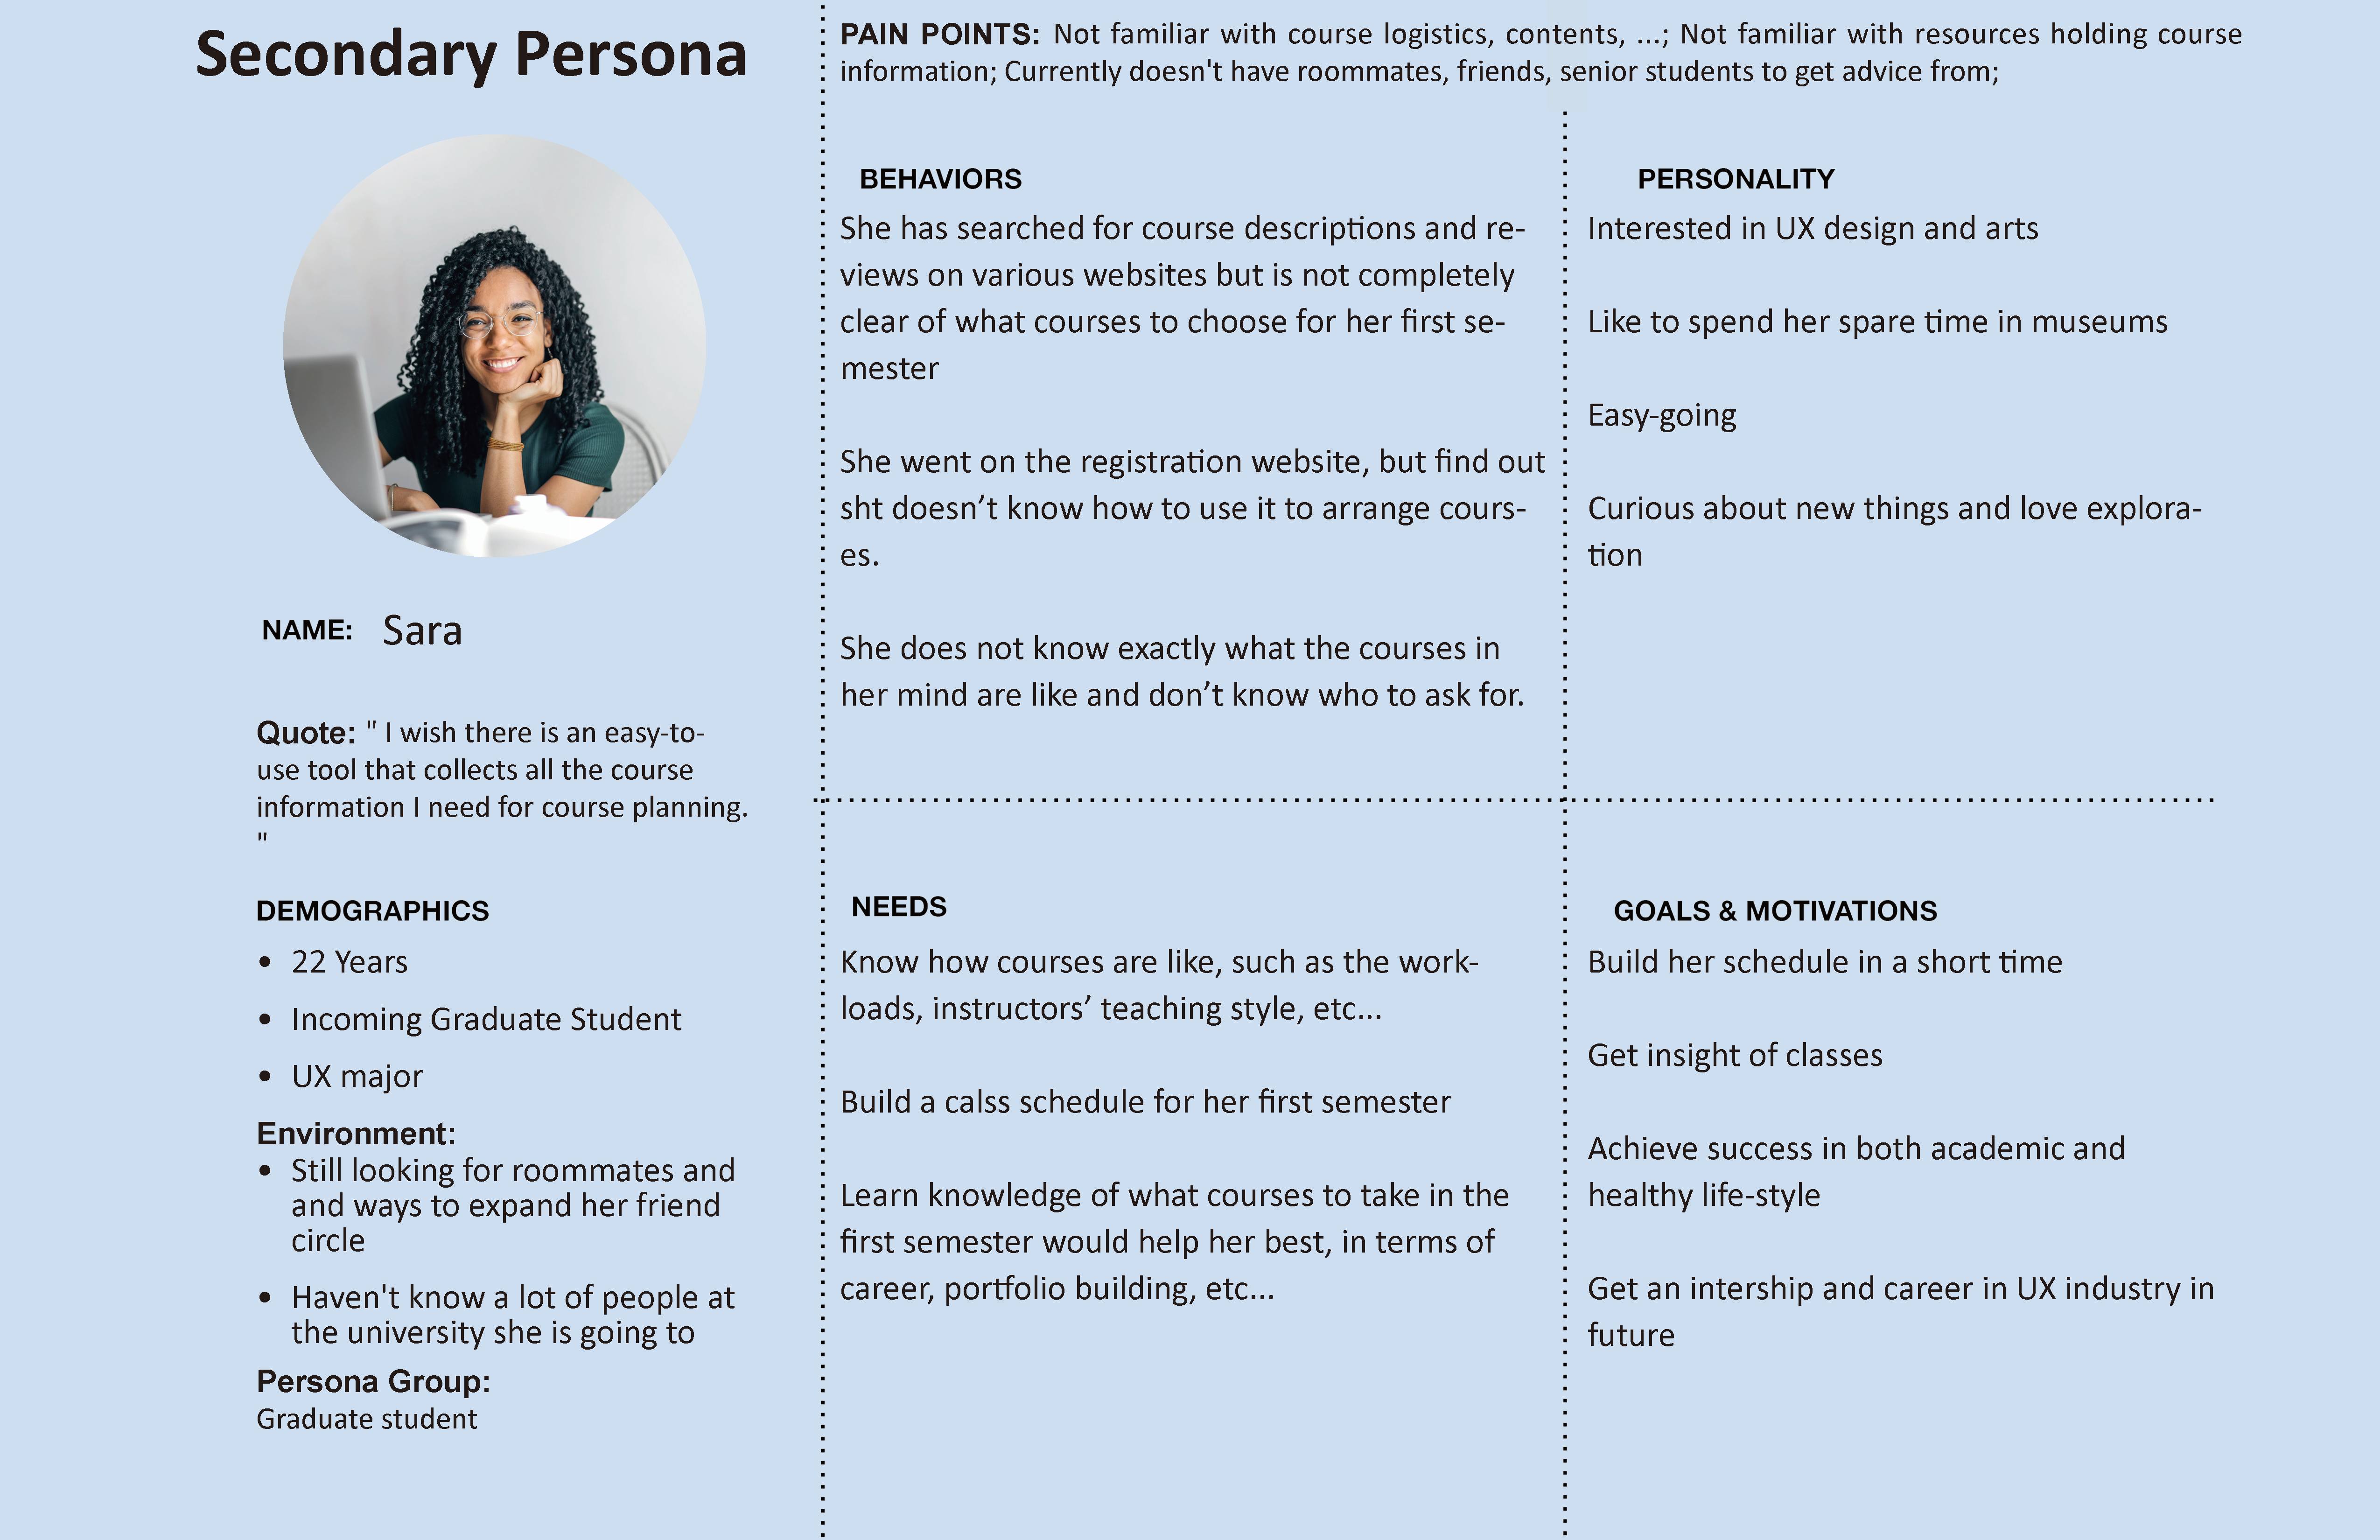 Secondary Persona
NAME: Sara
Quote: " I wish there is an easy-to-
use tool that collects all the course
information I need for course planning.
"
DEMOGRAPHICS
• 22 Years
• Incoming Graduate Student
• UX major
Environment:
• Still looking for roommates and
and ways to expand her friend
circle
• Haven't know a lot of people at
the university she is going to
Persona Group:
Graduate student
PAIN POINTS: Not familiar with course logistics, contents, ...; Not familiar with resources holding course
information; Currently doesn't have roommates, friends, senior students to get advice from;
BEHAVIORS
She has searched for course descriptions and re-
views on various websites but is not completely
clear of what courses to choose for her first se-
mester
She went on the registration website, but find out
sht doesn’t know how to use it to arrange cours-
es.
She does not know exactly what the courses in
her mind are like and don’t know who to ask for.
PERSONALITY
Interested in UX design and arts
Like to spend her spare time in museums
Easy-going
Curious about new things and love explora-
tion
NEEDS
Know how courses are like, such as the work-
loads, instructors’ teaching style, etc...
Build a calss schedule for her first semester
Learn knowledge of what courses to take in the
first semester would help her best, in terms of
career, portfolio building, etc...
GOALS & MOTIVATIONS
Build her schedule in a short time
Get insight of classes
Achieve success in both academic and
healthy life-style
Get an intership and career in UX industry in
future